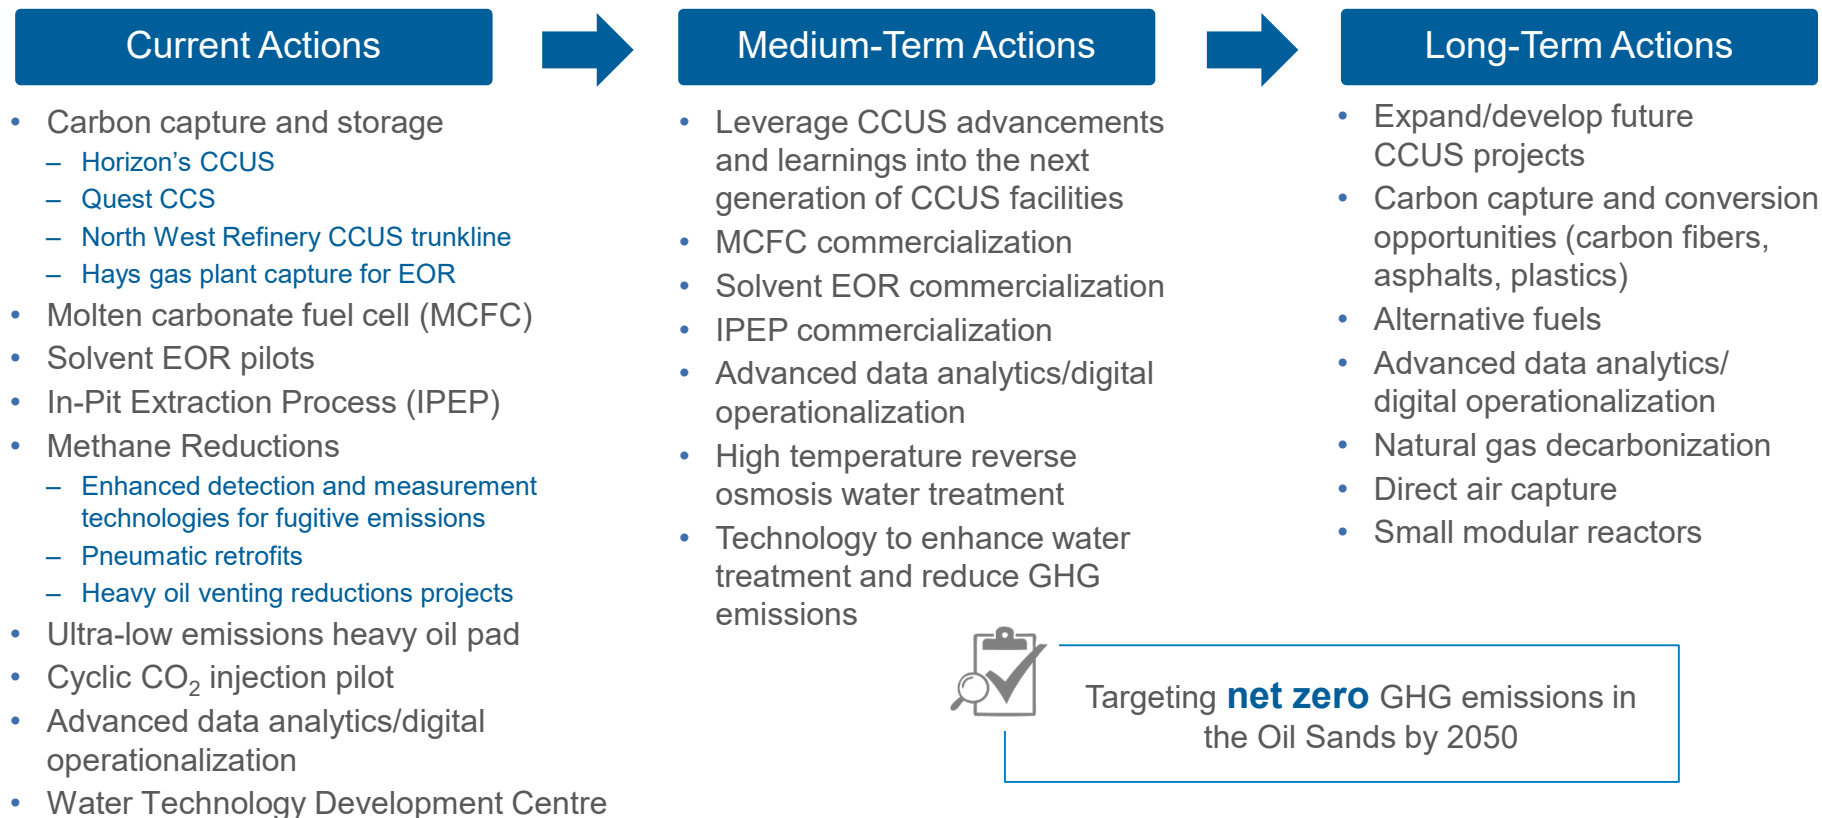 Current Actions
• Carbon capture and storage
– Horizon's CCUS
– Quest CCS
– North West Refinery CCUS trunkline
– Hays gas plant capture for EOR
• Molten carbonate fuel cell (MCFC)
• Solvent EOR pilots
• In-Pit Extraction Process (IPEP)
• Methane Reductions
– Enhanced detection and measurement
technologies for fugitive emissions
– Pneumatic retrofits
– Heavy oil venting reductions projects
• Ultra-low emissions heavy oil pad
• Cyclic CO₂ injection pilot
• Advanced data analytics/digital
operationalization
• Water Technology Development Centre
Medium-Term Actions
• Leverage CCUS advancements
and learnings into the next
generation of CCUS facilities
• MCFC commercialization
• Solvent EOR commercialization
• IPEP commercialization
• Advanced data analytics/digital
operationalization
• High temperature reverse
osmosis water treatment
• Technology to enhance water
treatment and reduce GHG
emissions
Long-Term Actions
• Expand/develop future
CCUS projects
• Carbon capture and conversion
opportunities (carbon fibers,
asphalts, plastics)
• Alternative fuels
• Advanced data analytics/
digital operationalization
• Natural gas decarbonization
• Direct air capture
• Small modular reactors
Targeting net zero GHG emissions in
the Oil Sands by 2050